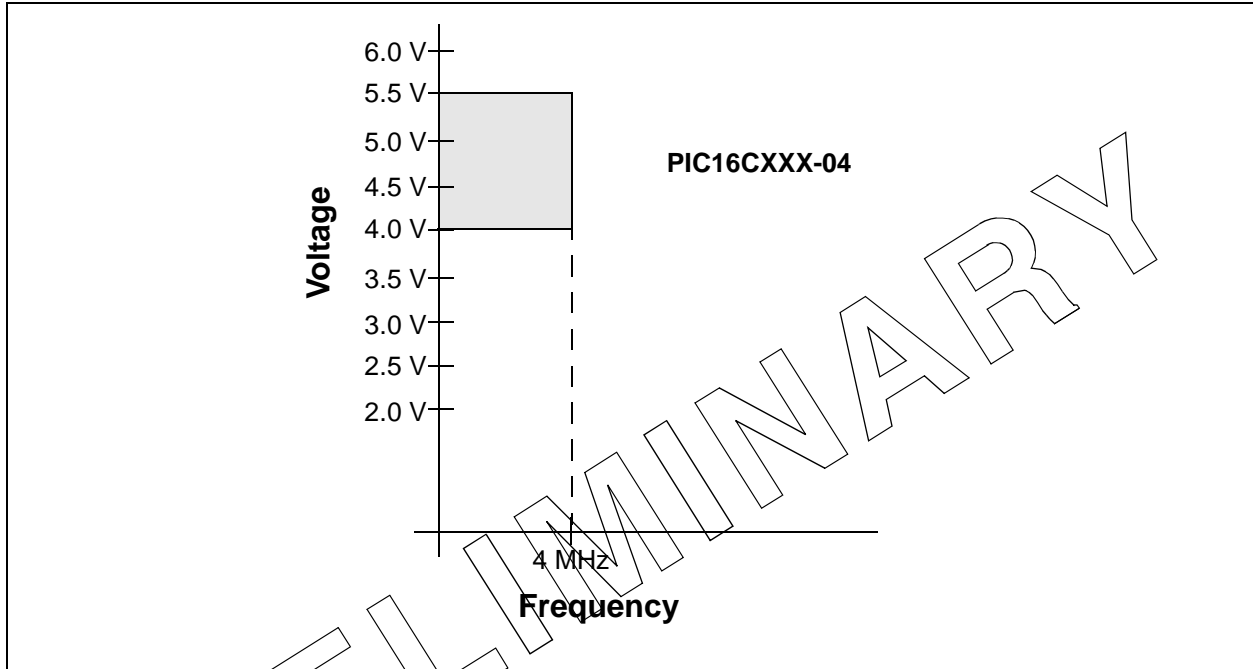 6.0 V
5.5 V
5.0 V
4.5 V
4.0 V
3.5 V
3.0 V
2.5 V
2.0 V
Voltage
PIC16CXXX-04
4 MHz
Frequency
ELIMINARY